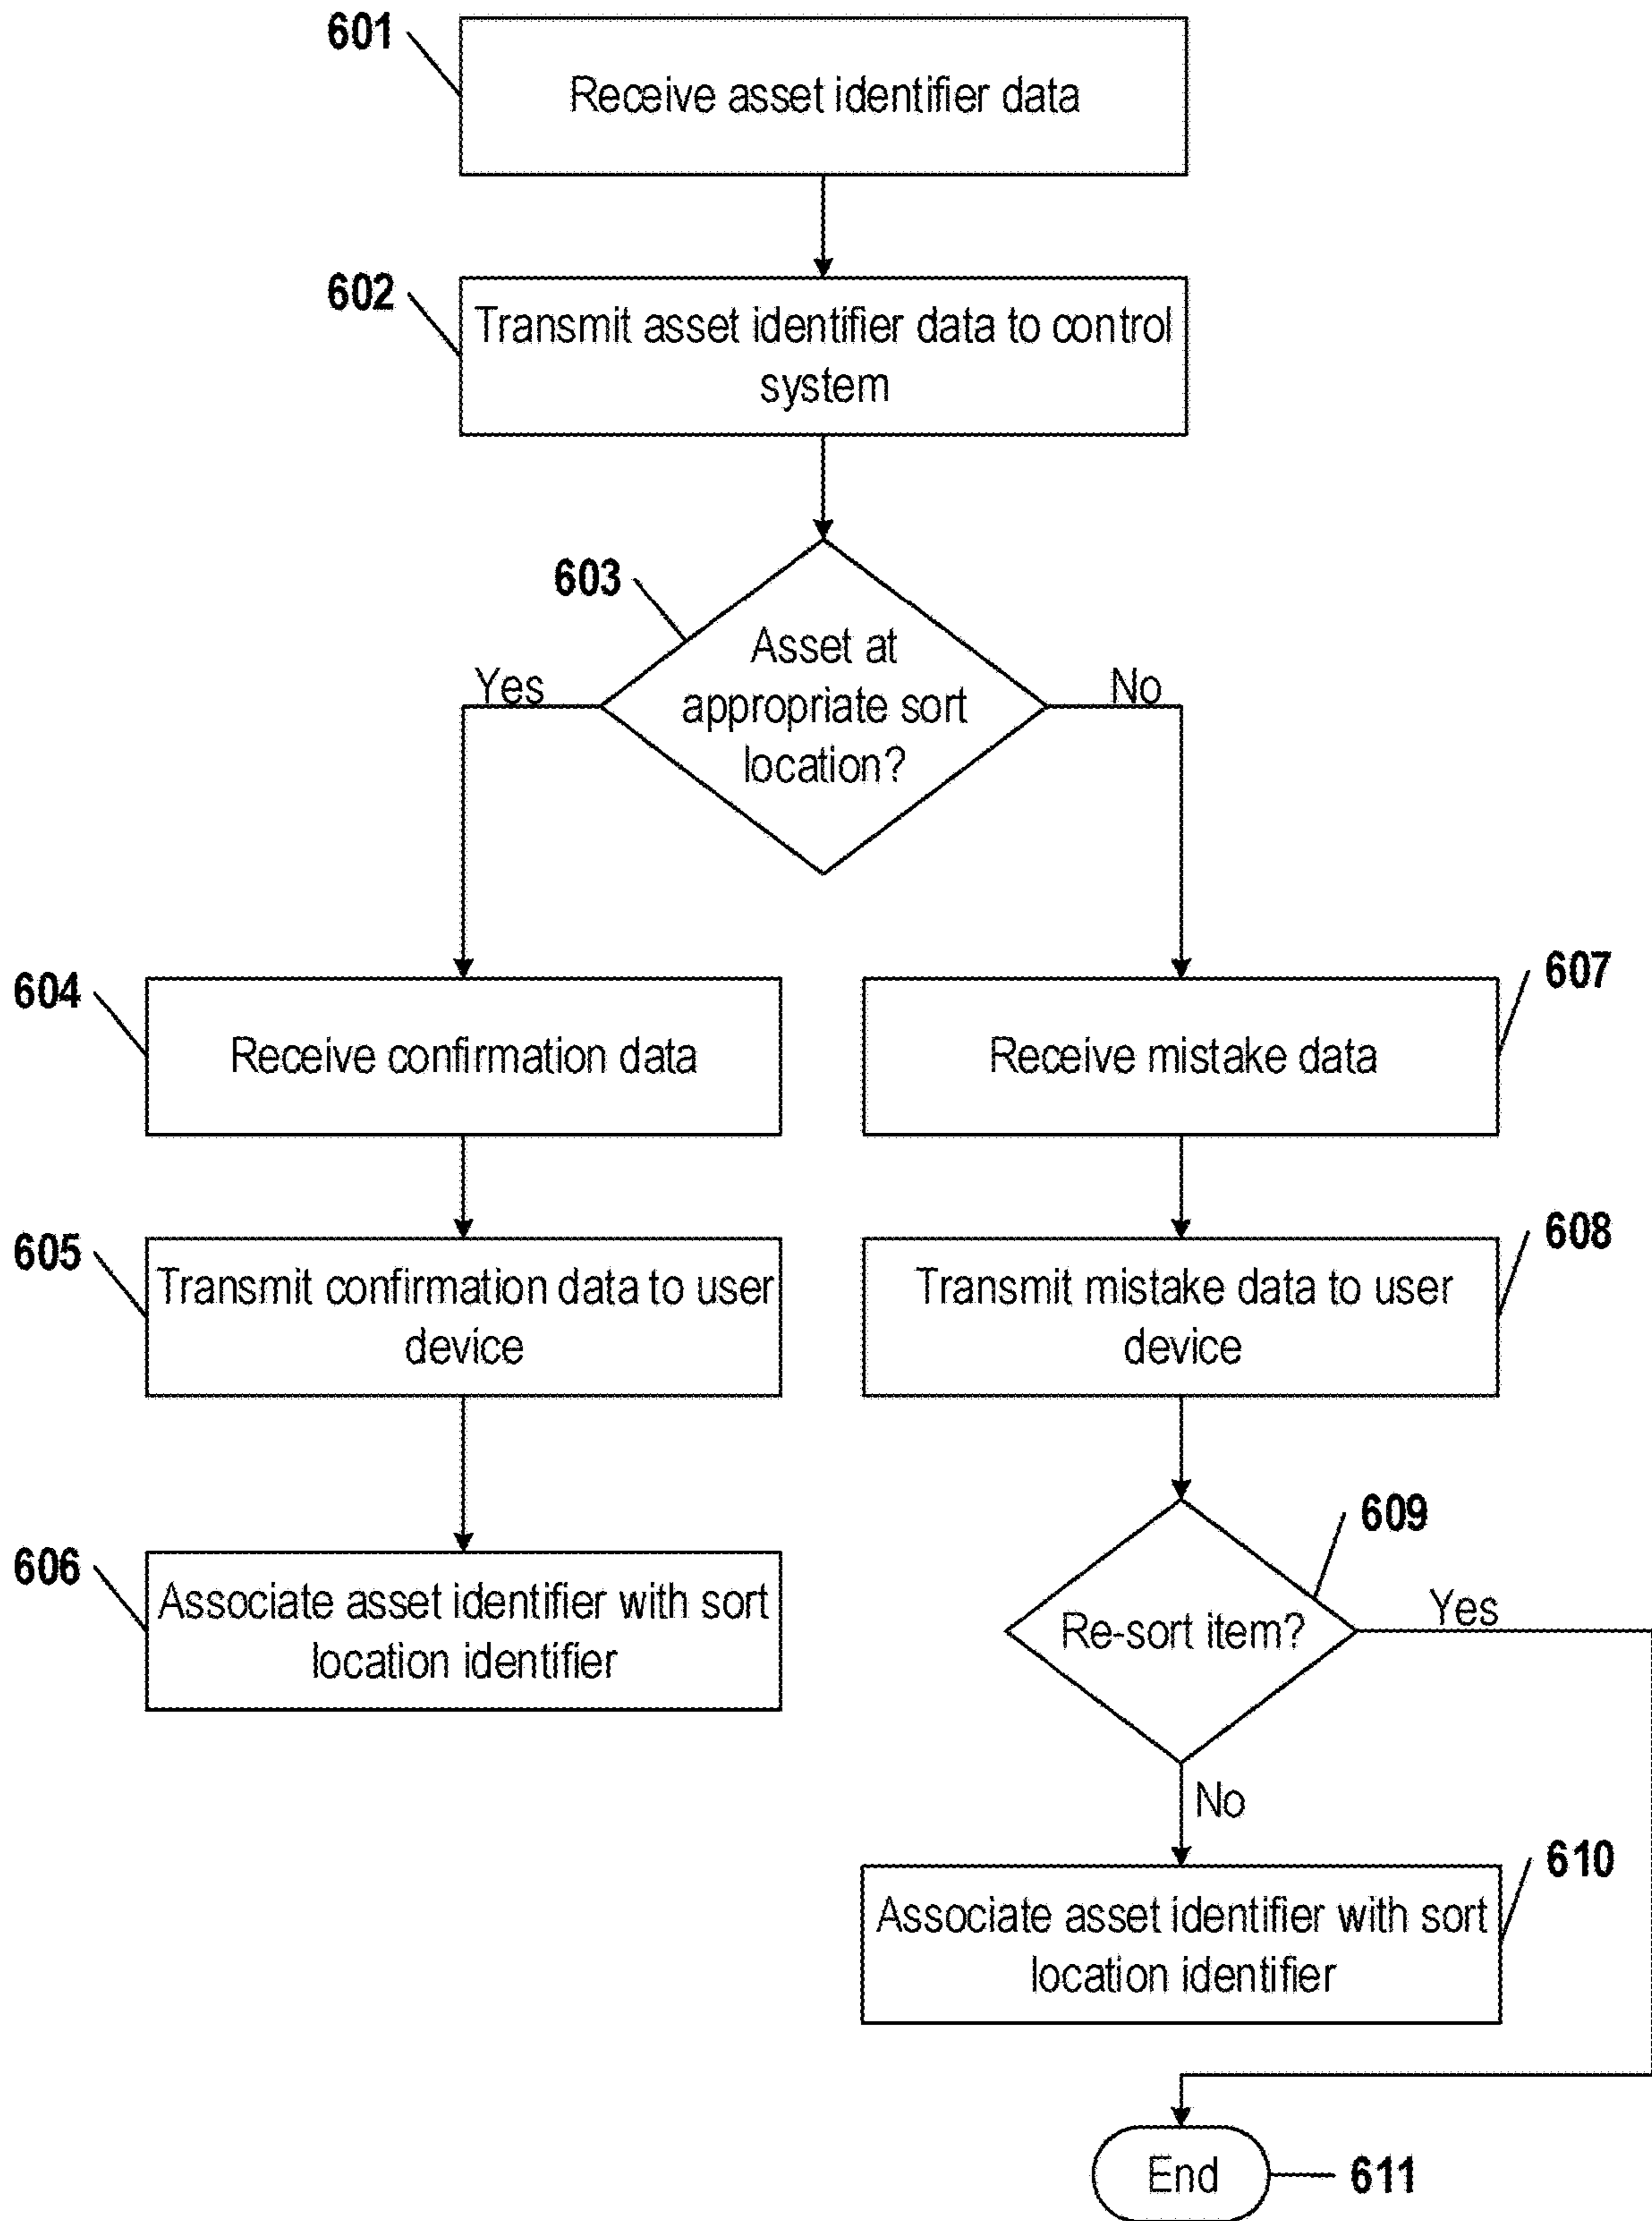 601
Receive asset identifier data
602
Transmit asset identifier data to control
system
603
Asset at
appropriate sort
location?
Yes
No
604
Receive confirmation data
607
Receive mistake data
605
Transmit confirmation data to user
device
608
Transmit mistake data to user
device
606
Associate asset identifier with sort
location identifier
609
Re-sort item?
Yes
No
610
Associate asset identifier with sort
location identifier
End
611